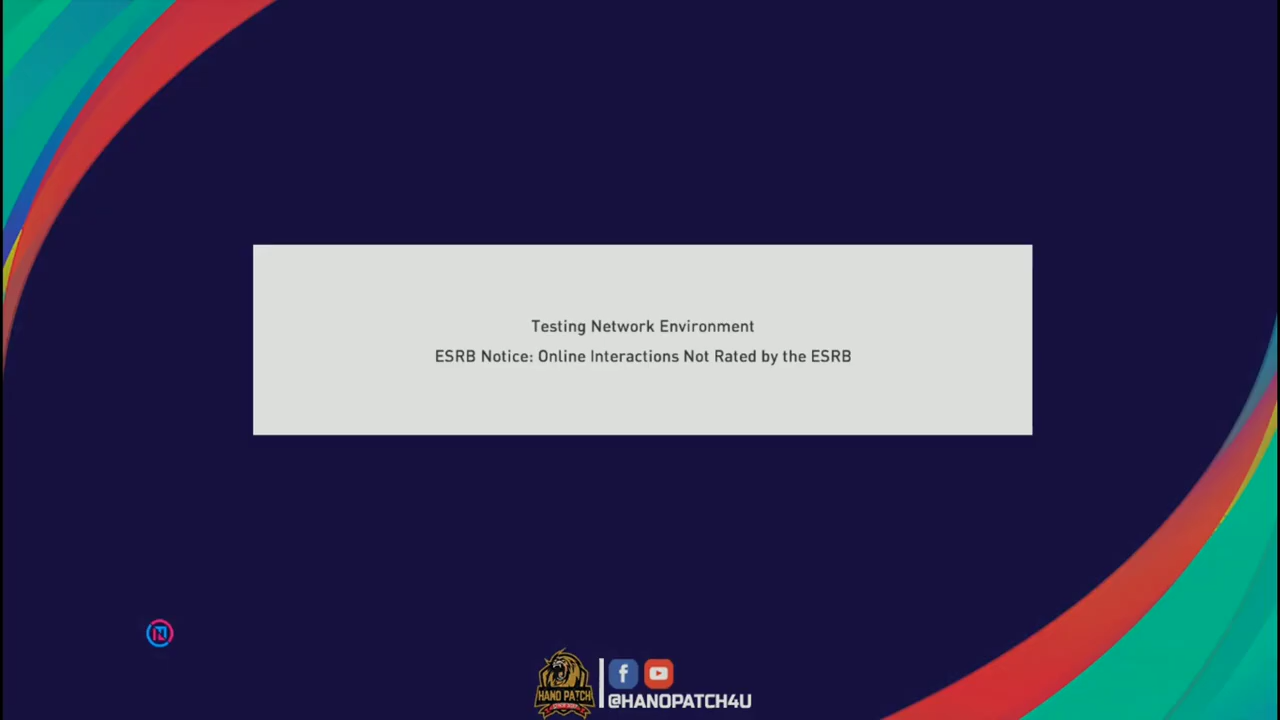 Testing Network Environment
ESRB Notice: Online Interactions Not Rated by the ESRB
HANO PATCH
@HANOPATCH4U